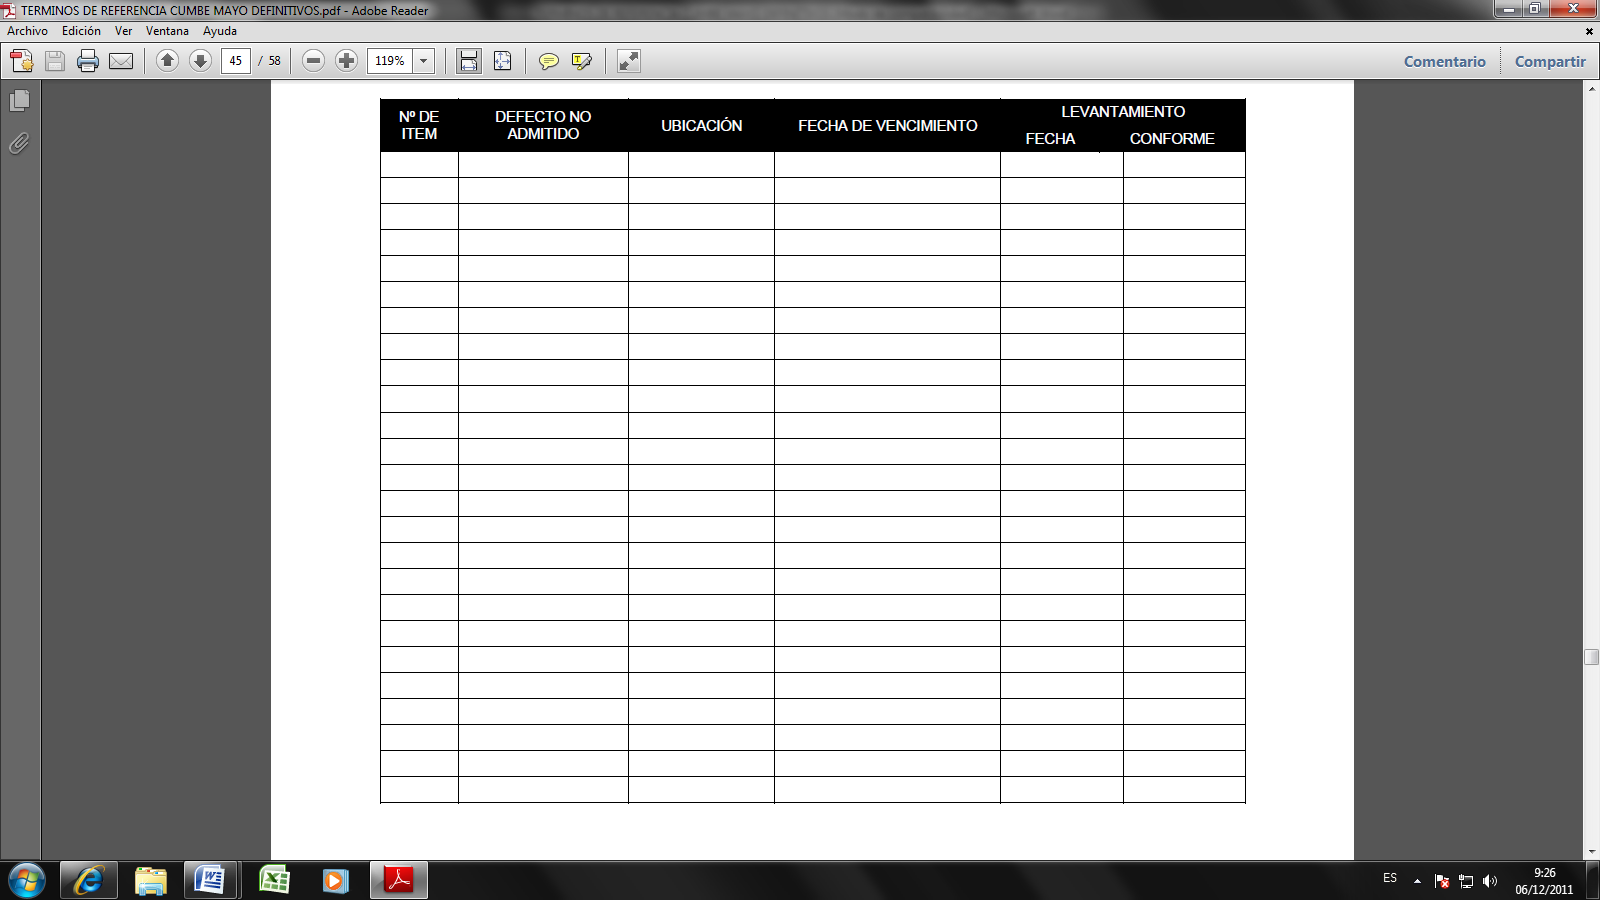 TERMINOS DE REFERENCIA CUMBE MAYO DEFINITIVOS.pdf - Adobe Reader
Archivo Edición Ver Ventana Ayuda
45 / 58 119% Comentario Compartir
Nº DE ITEM
DEFECTO NO ADMITIDO
UBICACIÓN
FECHA DE VENCIMIENTO
LEVANTAMIENTO
FECHA CONFORME
ES
9:26
06/12/2011